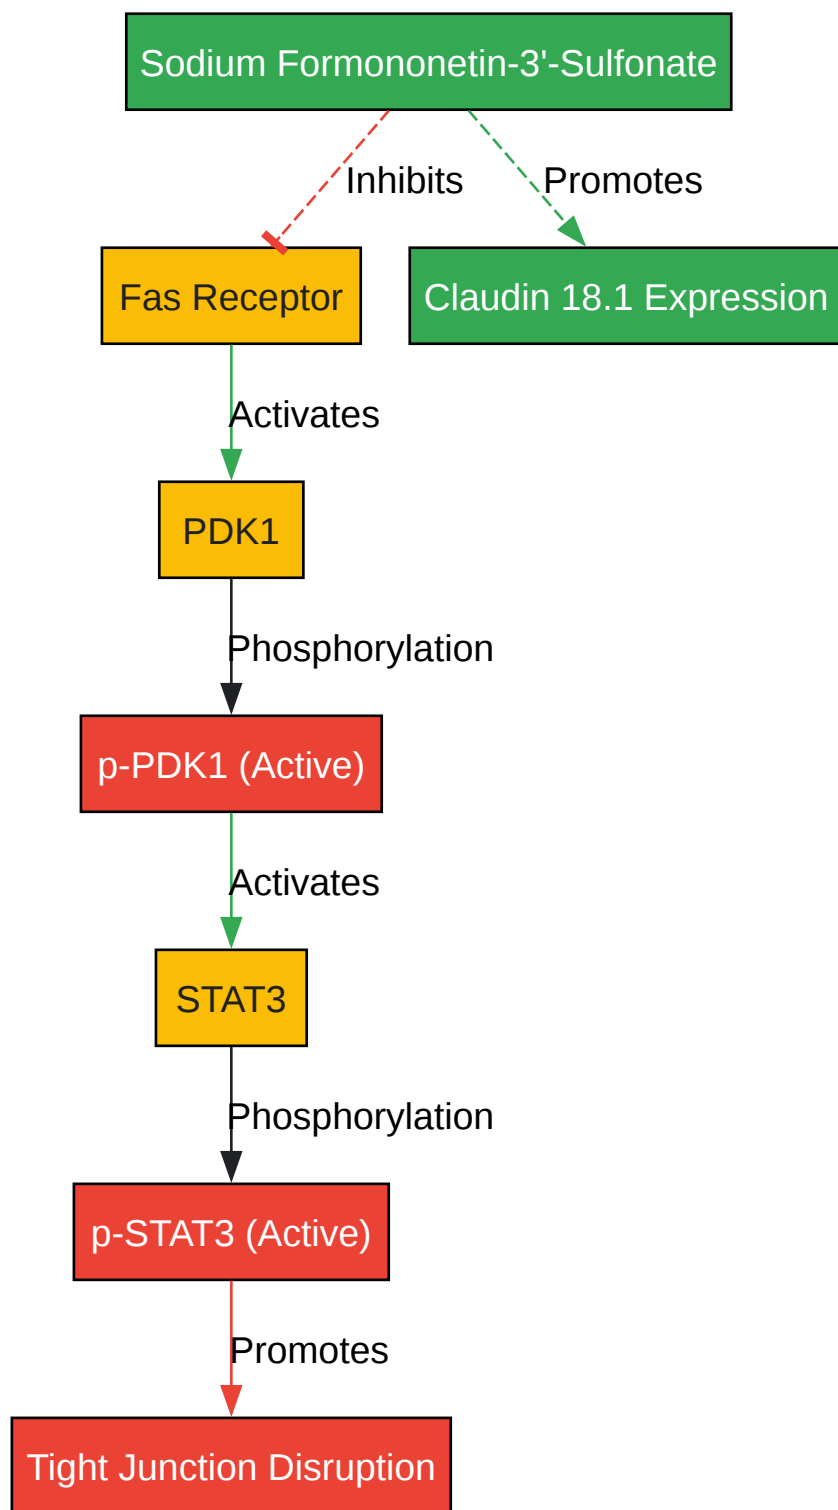 Sodium Formononetin-3'-Sulfonate
Inhibits
Promotes
Fas Receptor
Claudin 18.1 Expression
Activates
PDK1
Phosphorylation
p-PDK1 (Active)
Activates
STAT3
Phosphorylation
p-STAT3 (Active)
Promotes
Tight Junction Disruption